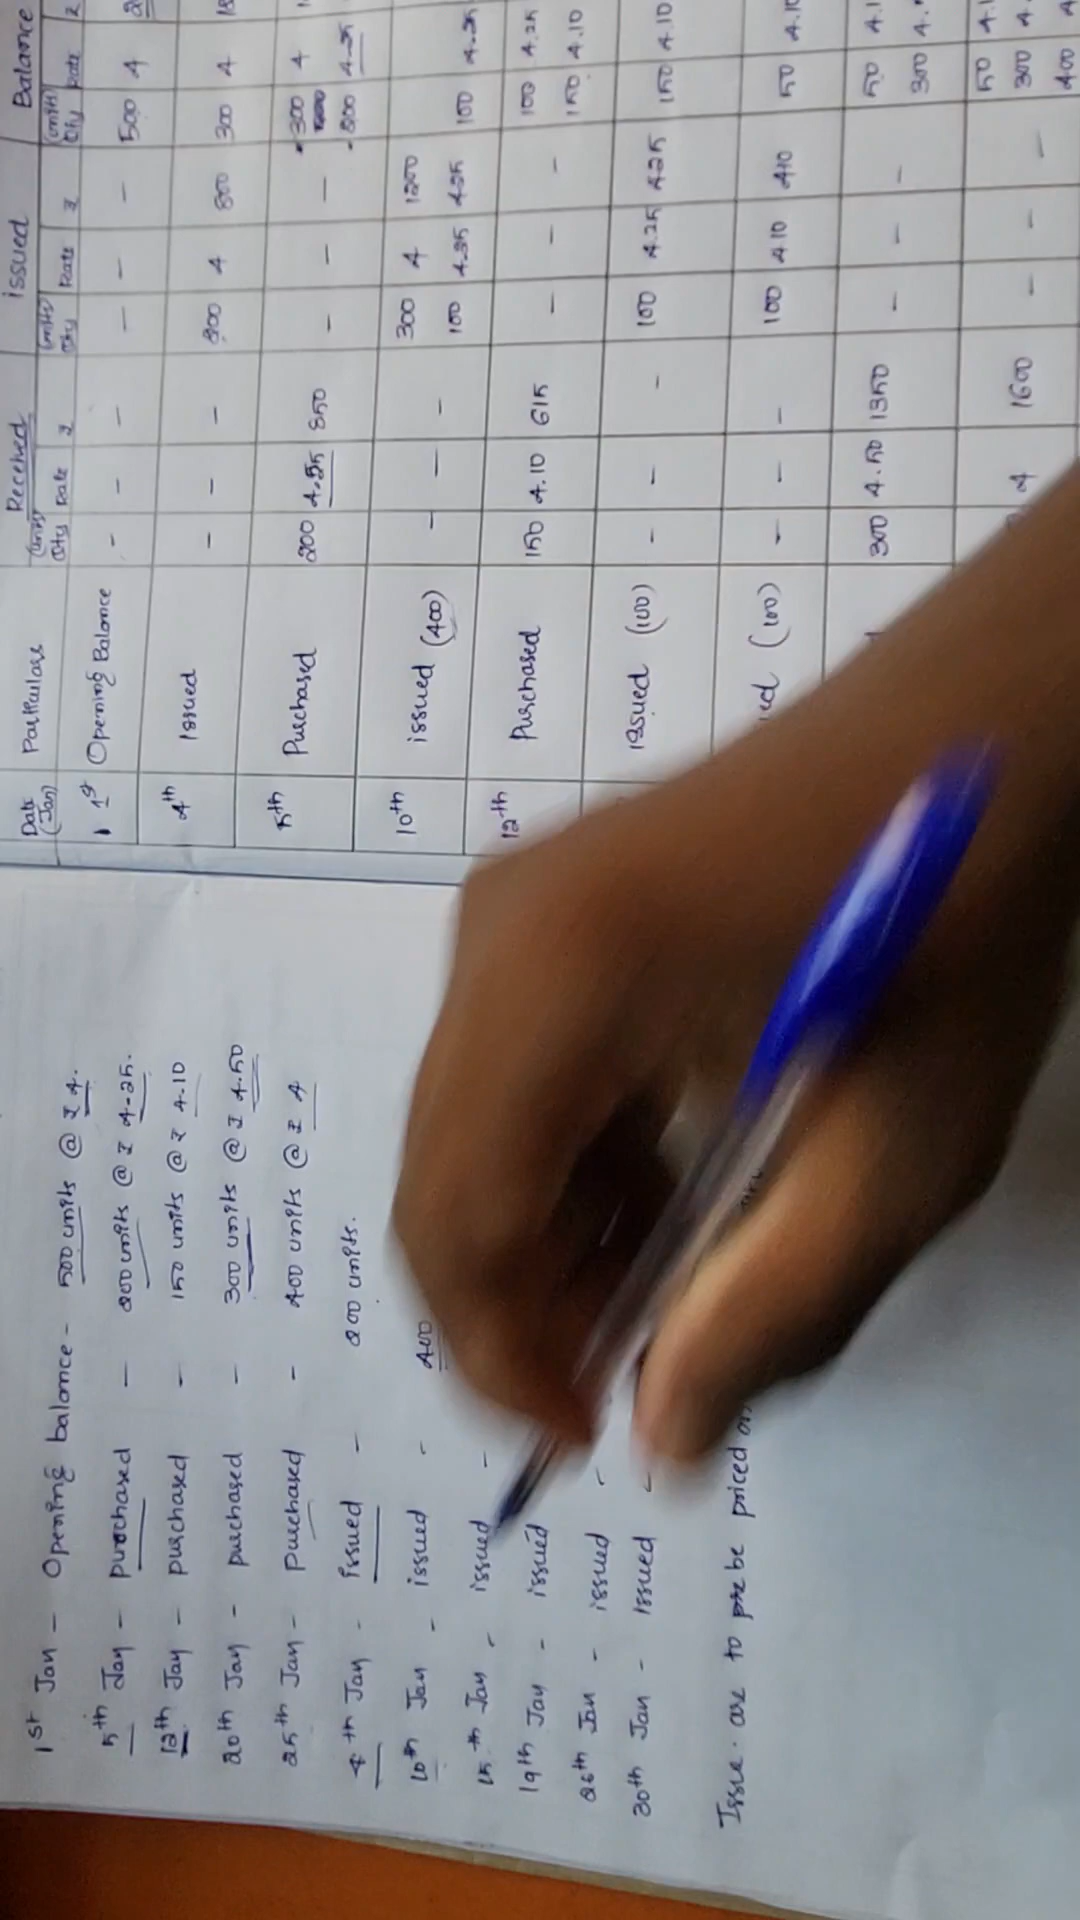 1st Jan - Opening balance - 500 units @ ₹ 4.
5th Jan - purchased - 200 units @ ₹ 4.25.
12th Jan - purchased - 150 units @ ₹ 4.10
20th Jan - purchased - 300 units @ ₹ 4.50
25th Jan - purchased - 400 units @ ₹ 4
4th Jan - issued - 200 units.
10th Jan - issued - 400
15th Jan - issued -
19th Jan - issued
26th Jan - issued -
30th Jan - issued -
Issue are to be priced on
Date (Jan) Particulars Received issued Balance
(units) Qty Rate ₹ (units) Qty Rate ₹ (units) Qty Rate ₹
1st Opening Balance - - - - - - 500 4
4th Issued - - - 200 4 800 300 4
5th Purchased 200 4.25 850 - - - 300 4
200 4.25
10th issued (400) - - - 300 4 1200
100 4.25 425 100 4.25
12th Purchased 150 4.10 615 - - - 100 4.25
150 4.10
Issued (100) - - - 100 4.25 425 150 4.10
(100) - - - 100 4.10 410 50 4.10
300 4.50 1350 - - - 50
300
4 1600 - - - 50
300
400